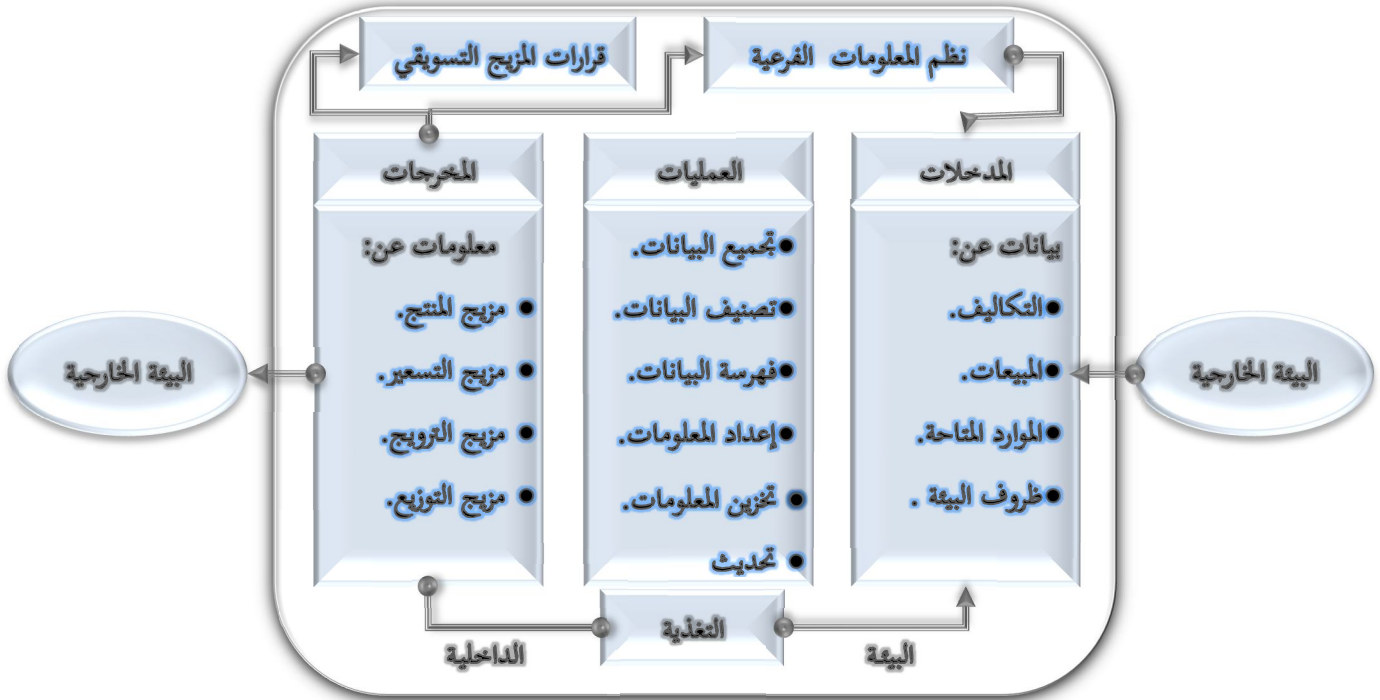 نظم المعلومات الفرعية
قرارات المزيج التسويقي
المدخلات
العمليات
المخرجات
بيانات عن:
●التكاليف.
●المبيعات.
●الموارد المتاحة.
●ظروف البيئة .
●تجميع البيانات.
●تصنيف البيانات.
●فهرسة البيانات.
●إعداد المعلومات.
● تخزين المعلومات.
● تحديث
معلومات عن:
● مزيج المنتج.
● مزيج التسعير.
● مزيج الترويج.
● مزيج التوزيع.
البيئة الخارجية
البيئة الخارجية
التغذية
البيئة
الداخلية